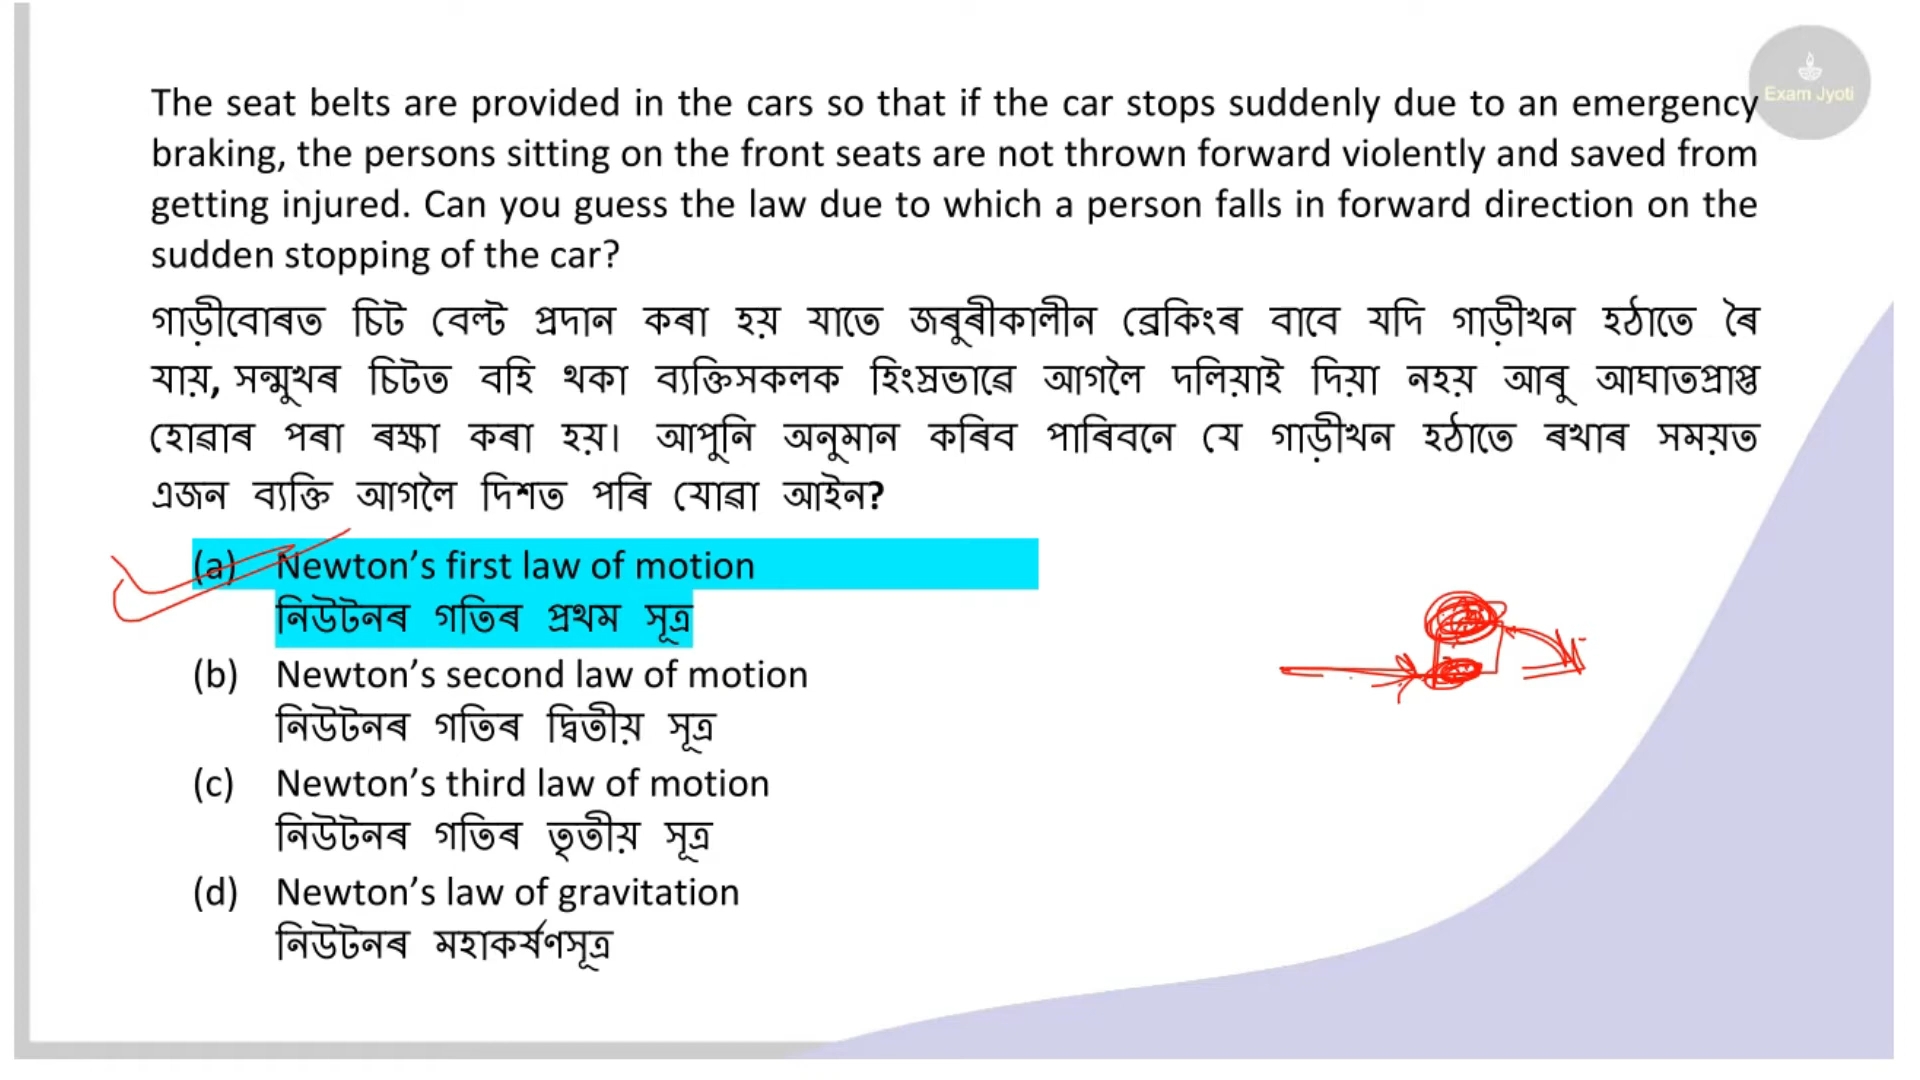 Exam Jyoti
The seat belts are provided in the cars so that if the car stops suddenly due to an emergency
braking, the persons sitting on the front seats are not thrown forward violently and saved from
getting injured. Can you guess the law due to which a person falls in forward direction on the
sudden stopping of the car?
গাড়ীবোৰত চিট বেল্ট প্ৰদান কৰা হয় যাতে জৰুৰীকালীন ব্ৰেকিংৰ বাবে যদি গাড়ীখন হঠাতে ৰৈ
যায়, সন্মুখৰ চিটত বহি থকা ব্যক্তিসকলক হিংস্ৰভাৱে আগলৈ দলিয়াই দিয়া নহয় আৰু আঘাতপ্ৰাপ্ত
হোৱাৰ পৰা ৰক্ষা কৰা হয়। আপুনি অনুমান কৰিব পাৰিবনে যে গাড়ীখন হঠাতে ৰখাৰ সময়ত
এজন ব্যক্তি আগলৈ দিশত পৰি যোৱা আইন?
(a) Newton’s first law of motion
নিউটনৰ গতিৰ প্ৰথম সূত্ৰ
(b) Newton’s second law of motion
নিউটনৰ গতিৰ দ্বিতীয় সূত্ৰ
(c) Newton’s third law of motion
নিউটনৰ গতিৰ তৃতীয় সূত্ৰ
(d) Newton’s law of gravitation
নিউটনৰ মহাকৰ্ষণসূত্ৰ